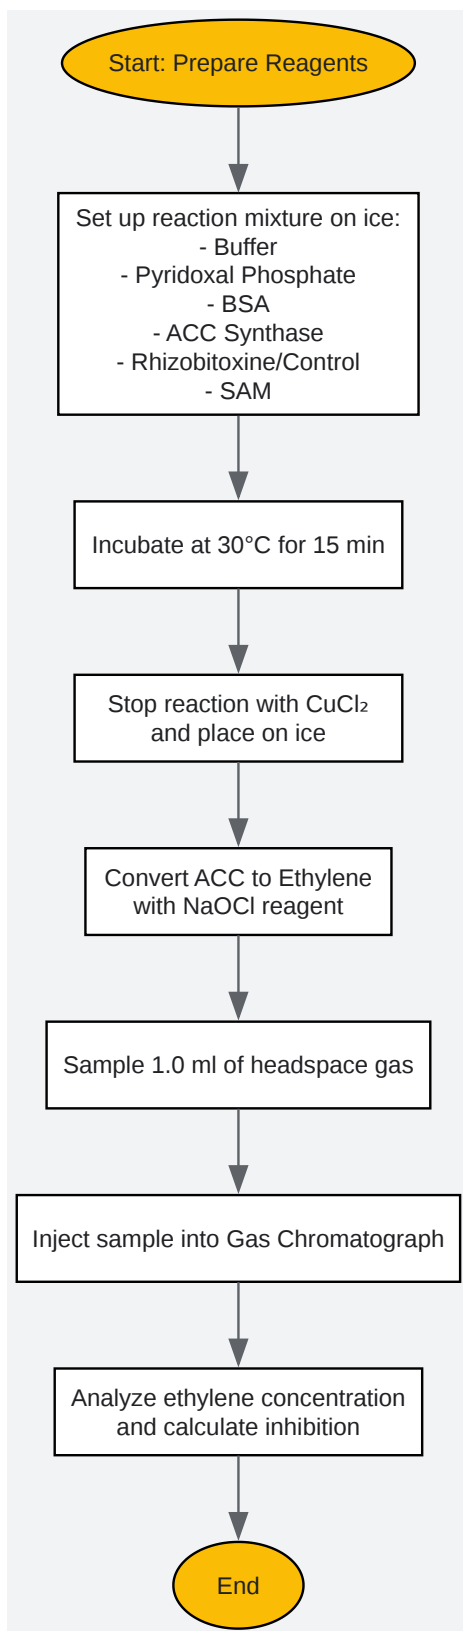 Start: Prepare Reagents
Set up reaction mixture on ice:
- Buffer
- Pyridoxal Phosphate
- BSA
- ACC Synthase
- Rhizobitoxine/Control
- SAM
Incubate at 30°C for 15 min
Stop reaction with CuCl₂
and place on ice
Convert ACC to Ethylene
with NaOCl reagent
Sample 1.0 ml of headspace gas
Inject sample into Gas Chromatograph
Analyze ethylene concentration
and calculate inhibition
End